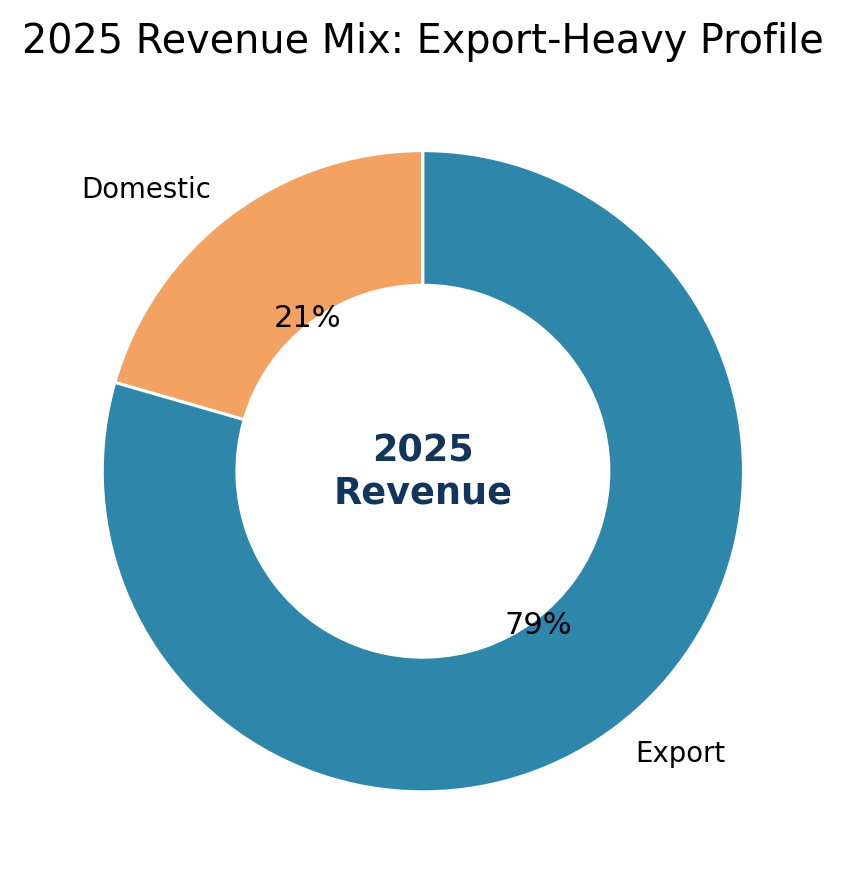 2025 Revenue Mix: Export-Heavy Profile
Domestic
21%
2025
Revenue
79%
Export